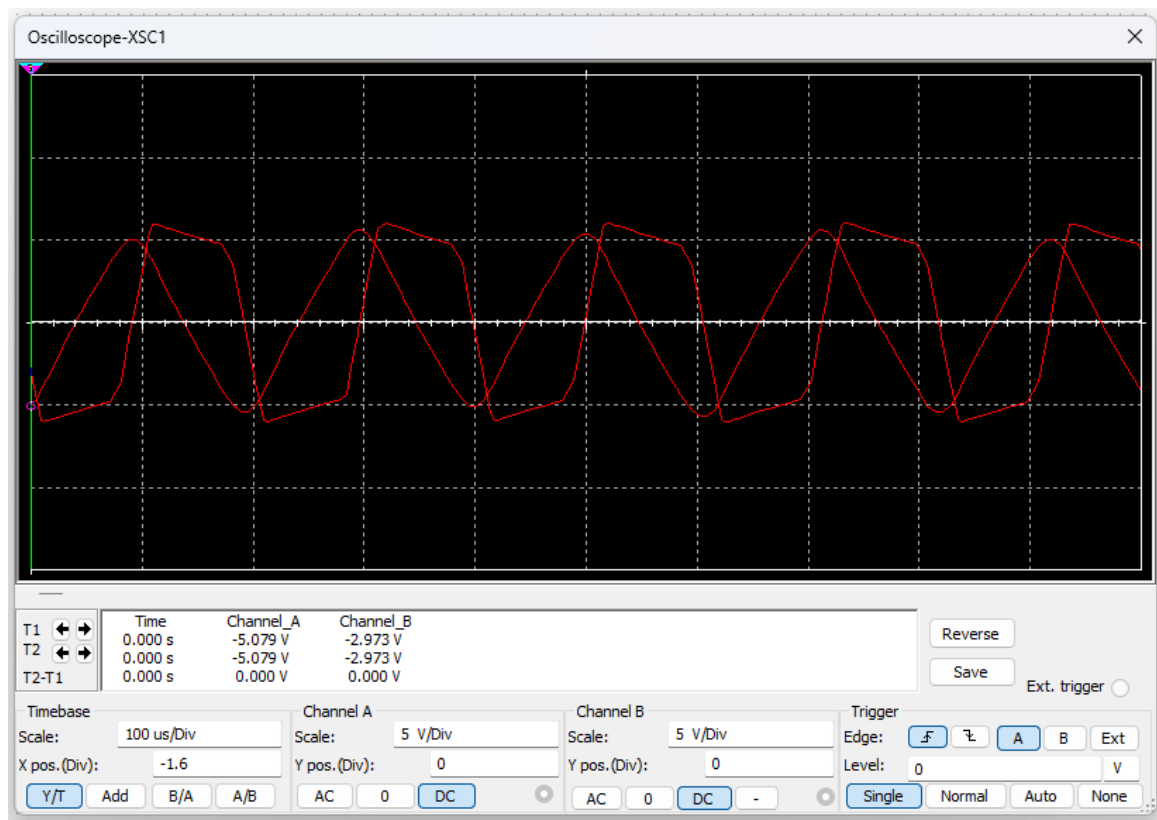 Oscilloscope-XSC1
Time Channel_A Channel_B
T1 0.000 s -5.079 V -2.973 V
T2 0.000 s -5.079 V -2.973 V
T2-T1 0.000 s 0.000 V 0.000 V
Reverse
Save
Ext. trigger
Timebase
Scale: 100 us/Div
X pos.(Div): -1.6
Y/T Add B/A A/B
Channel A
Scale: 5 V/Div
Y pos.(Div): 0
AC 0 DC
Channel B
Scale: 5 V/Div
Y pos.(Div): 0
AC 0 DC -
Trigger
Edge: A B Ext
Level: 0 V
Single Normal Auto None